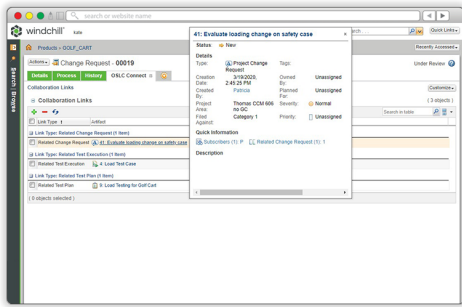 search or website name
windchill
kate
rch...
Quick Links
Products > GOLF_CART
Recently Accessed
Actions
Change Request - 00019
Under Review
Details
Process
History
OSLC Connect
Collaboration Links
Customize
Collaboration Links
( 3 objects )
Search in table
Link Type
Artifact
Link Type: Related Change Request (1 item)
Related Change Request
41: Evaluate loading change on safety case
Link Type: Related Test Execution (1 item)
Related Test Execution
4: Load Test Case
Link Type: Related Test Plan (1 item)
Related Test Plan
9: Load Testing for Golf Cart
( 0 objects selected )
Search
Browse
41: Evaluate loading change on safety case
Status
New
Details
Type:
Project Change Request
Tags:
Creation Date:
3/19/2020, 2:45:25 PM
Owned By:
Unassigned
Created By:
Patricia
Planned For:
Unassigned
Project Area:
Thomas CCM 606 no GC
Severity:
Normal
Filed Against:
Category 1
Priority:
Unassigned
Quick Information
Subscribers (1): P
Related Change Request (1): 1
Description